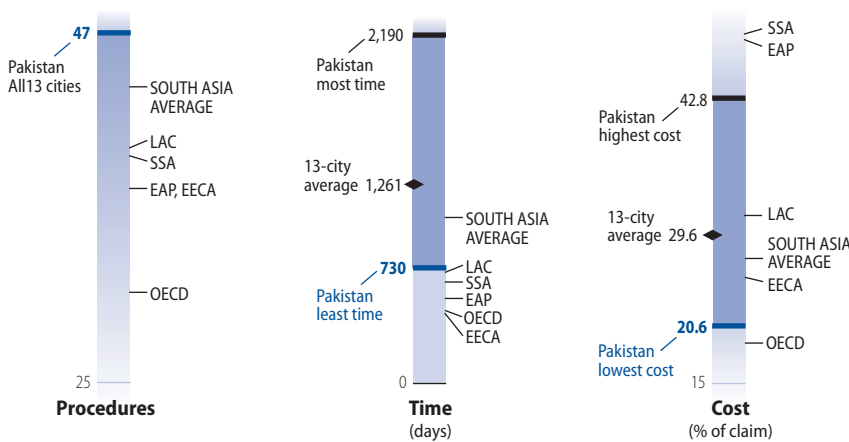 47
Pakistan
All13 cities
SOUTH ASIA
AVERAGE
LAC
SSA
EAP, EECA
OECD
25
Procedures
2,190
Pakistan
most time
13-city
average
1,261
SOUTH ASIA
AVERAGE
730
LAC
SSA
EAP
OECD
EECA
Pakistan
least time
0
Time
(days)
SSA
EAP
42.8
Pakistan
highest cost
LAC
13-city
average
29.6
SOUTH ASIA
AVERAGE
EECA
20.6
OECD
Pakistan
lowest cost
15
Cost
(% of claim)